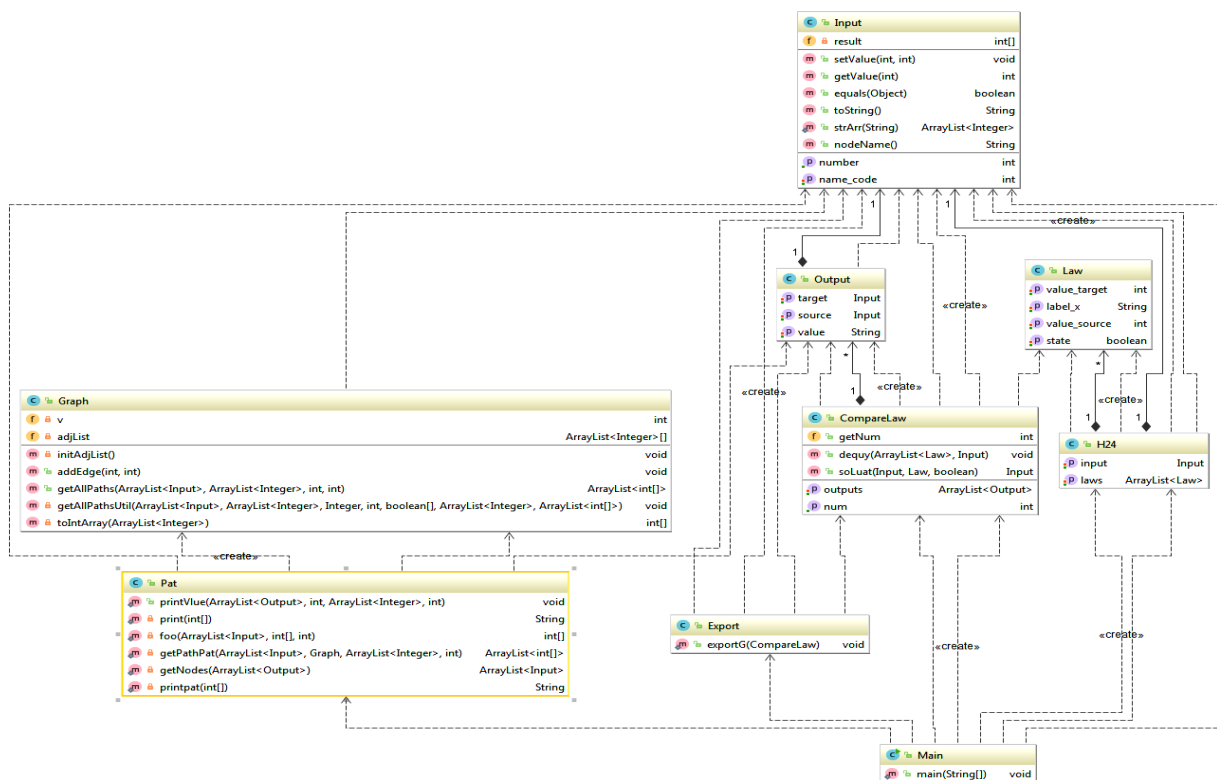 Input
result int[]
setValue(int, int) void
getValue(int) int
equals(Object) boolean
toString() String
strArr(String) ArrayList<Integer>
nodeName() String
number int
name_code int
1
1
«create»
1
Output
target Input
source Input
value String
«create»
Law
value_target int
label_x String
value_source int
state boolean
*
*
«create»
1
«create»
«create»
1
1
Graph
v int
adjList ArrayList<Integer>[]
initAdjList() void
addEdge(int, int) void
getAllPaths(ArrayList<Input>, ArrayList<Integer>, int, int) ArrayList<int[]>
getAllPathsUtil(ArrayList<Input>, ArrayList<Integer>, Integer, int, boolean[], ArrayList<Integer>, ArrayList<int[]>) void
toIntArray(ArrayList<Integer>) int[]
CompareLaw
getNum int
dequy(ArrayList<Law>, Input) void
soLuat(Input, Law, boolean) Input
outputs ArrayList<Output>
num int
H24
input Input
laws ArrayList<Law>
«create»
Pat
printVlue(ArrayList<Output>, int, ArrayList<Integer>, int) void
print(int[]) String
foo(ArrayList<Input>, int[], int) int[]
getPathPat(ArrayList<Input>, Graph, ArrayList<Integer>, int) ArrayList<int[]>
getNodes(ArrayList<Output>) ArrayList<Input>
printpat(int[]) String
Export
exportG(CompareLaw) void
«create»
«create»
Main
main(String[]) void